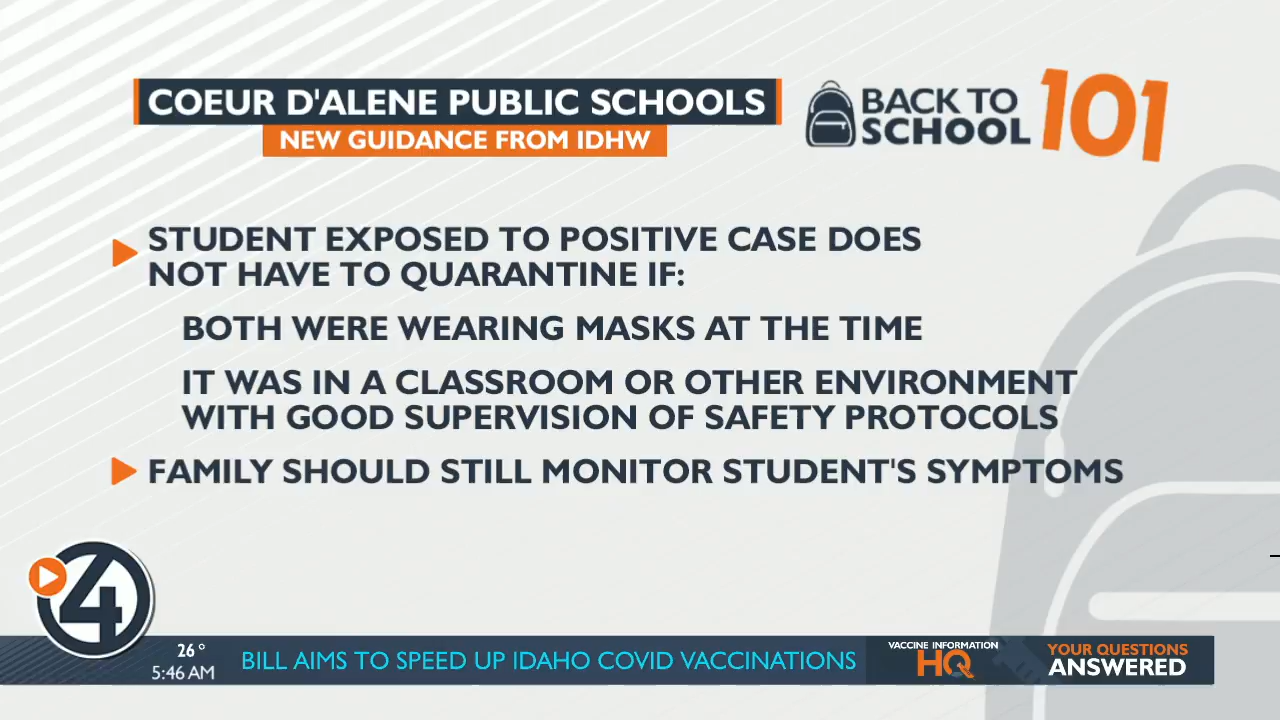 COEUR D'ALENE PUBLIC SCHOOLS
NEW GUIDANCE FROM IDHW
BACK TO
SCHOOL
101
STUDENT EXPOSED TO POSITIVE CASE DOES
NOT HAVE TO QUARANTINE IF:
BOTH WERE WEARING MASKS AT THE TIME
IT WAS IN A CLASSROOM OR OTHER ENVIRONMENT
WITH GOOD SUPERVISION OF SAFETY PROTOCOLS
FAMILY SHOULD STILL MONITOR STUDENT'S SYMPTOMS
4
26°
5:46 AM
BILL AIMS TO SPEED UP IDAHO COVID VACCINATIONS
VACCINE INFORMATION
HQ
YOUR QUESTIONS
ANSWERED